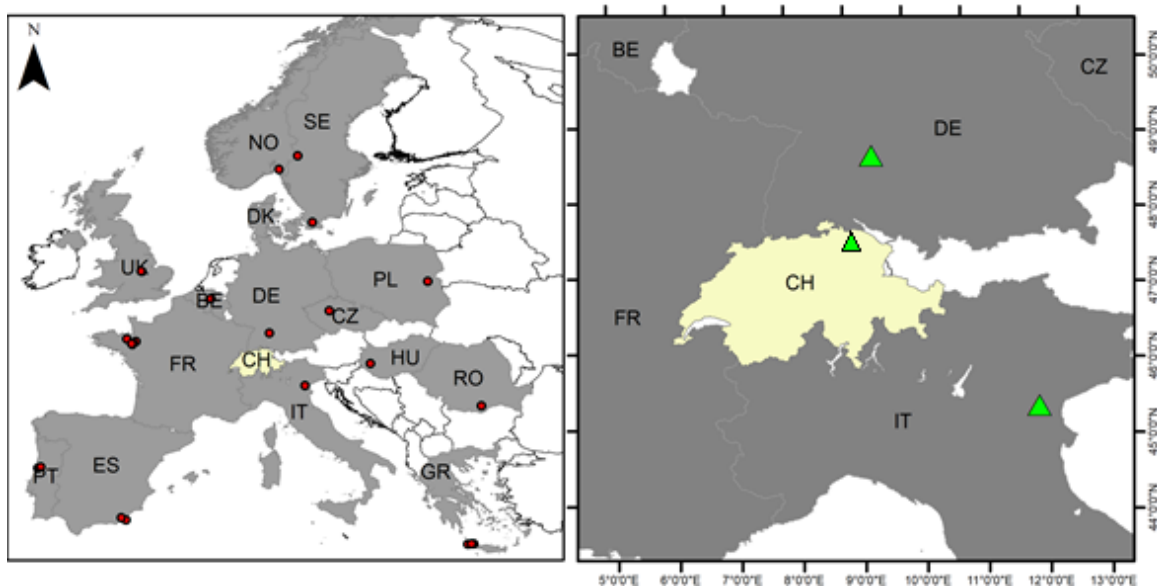 N
SE
NO
DK
UK
BE
DE
PL
CZ
FR
CH
HU
RO
IT
PT
ES
GR
BE
CZ
DE
CH
FR
IT
50°0'0"N
49°0'0"N
48°0'0"N
47°0'0"N
46°0'0"N
45°0'0"N
44°0'0"N
5°0'0"E 6°0'0"E 7°0'0"E 8°0'0"E 9°0'0"E 10°0'0"E 11°0'0"E 12°0'0"E 13°0'0"E